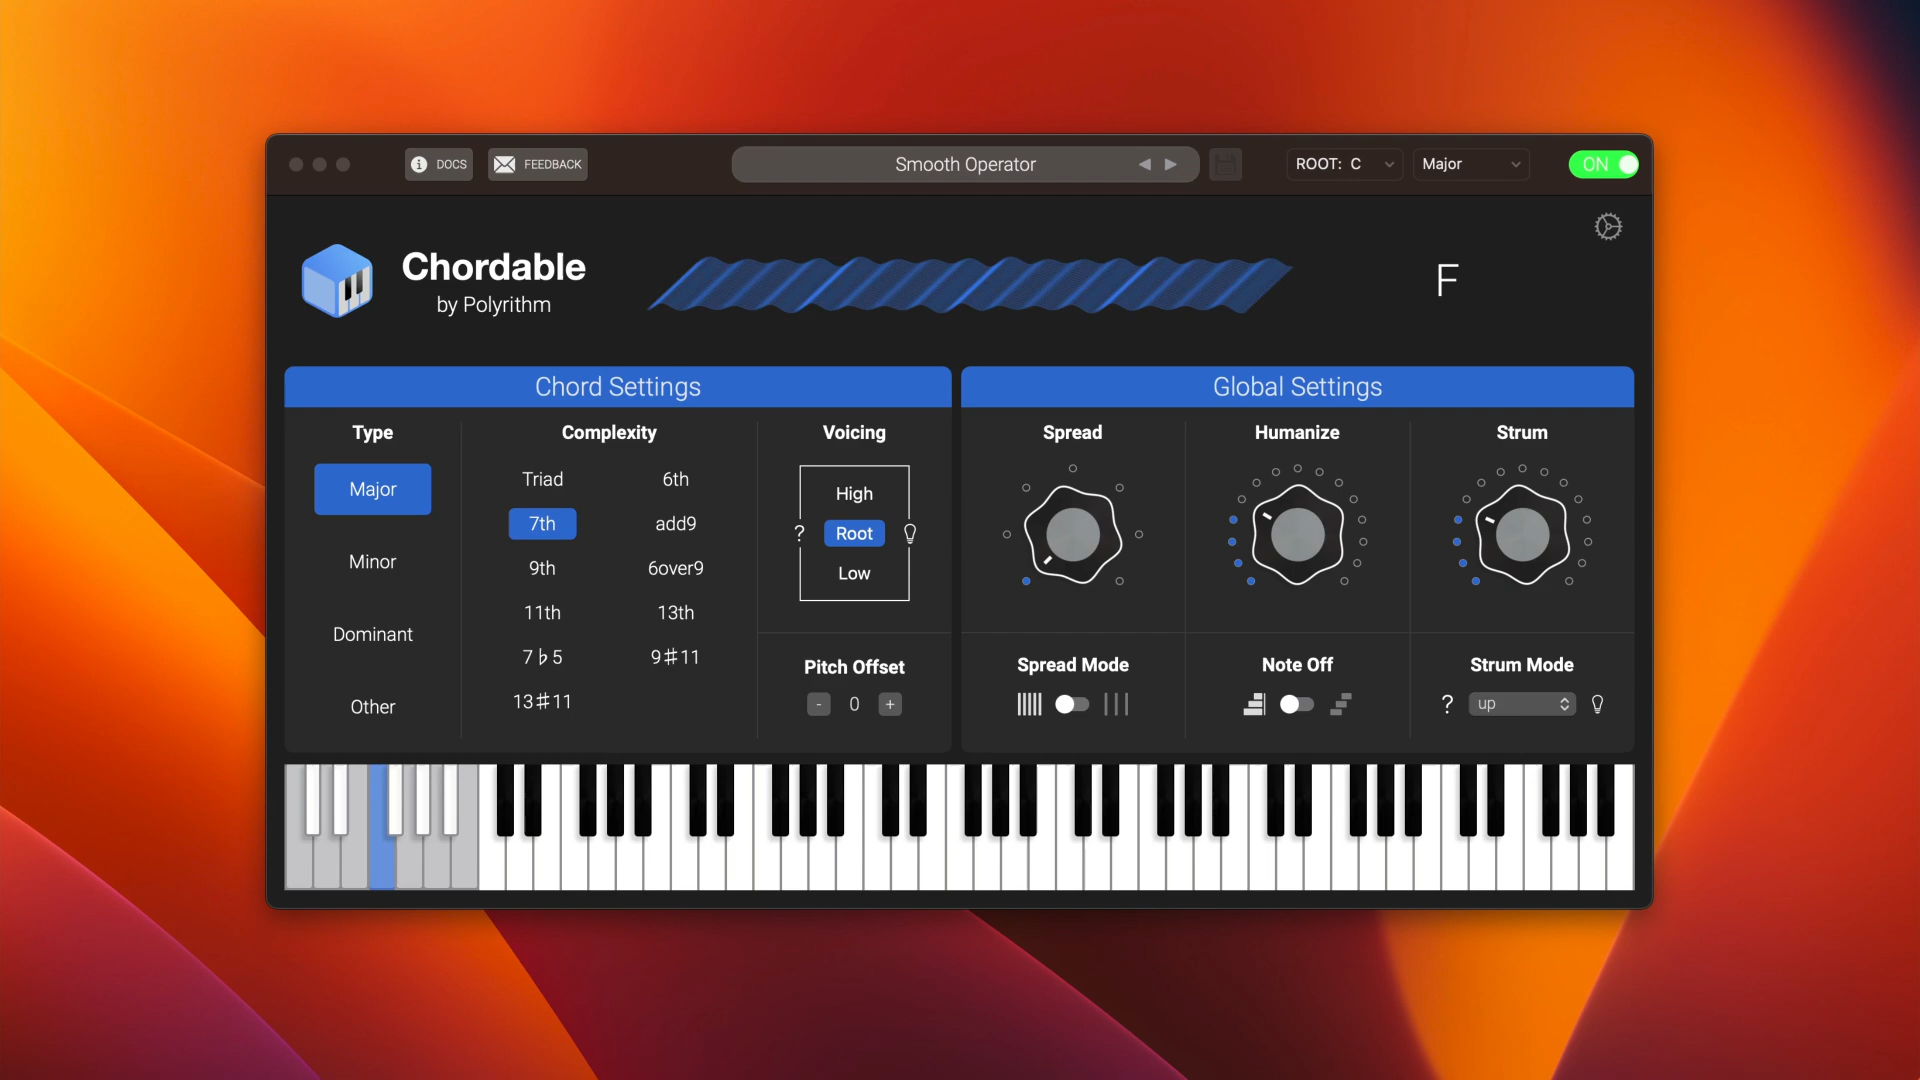 DOCS
FEEDBACK
Smooth Operator
ROOT: C
Major
ON
Chordable
by Polyrithm
F
Chord Settings
Type
Major
Minor
Dominant
Other
Complexity
Triad
6th
7th
add9
9th
6over9
11th
13th
7♭5
9♯11
13♯11
Voicing
High
?
Root
Low
Pitch Offset
- 0 +
Global Settings
Spread
Humanize
Strum
Spread Mode
Note Off
Strum Mode
? up